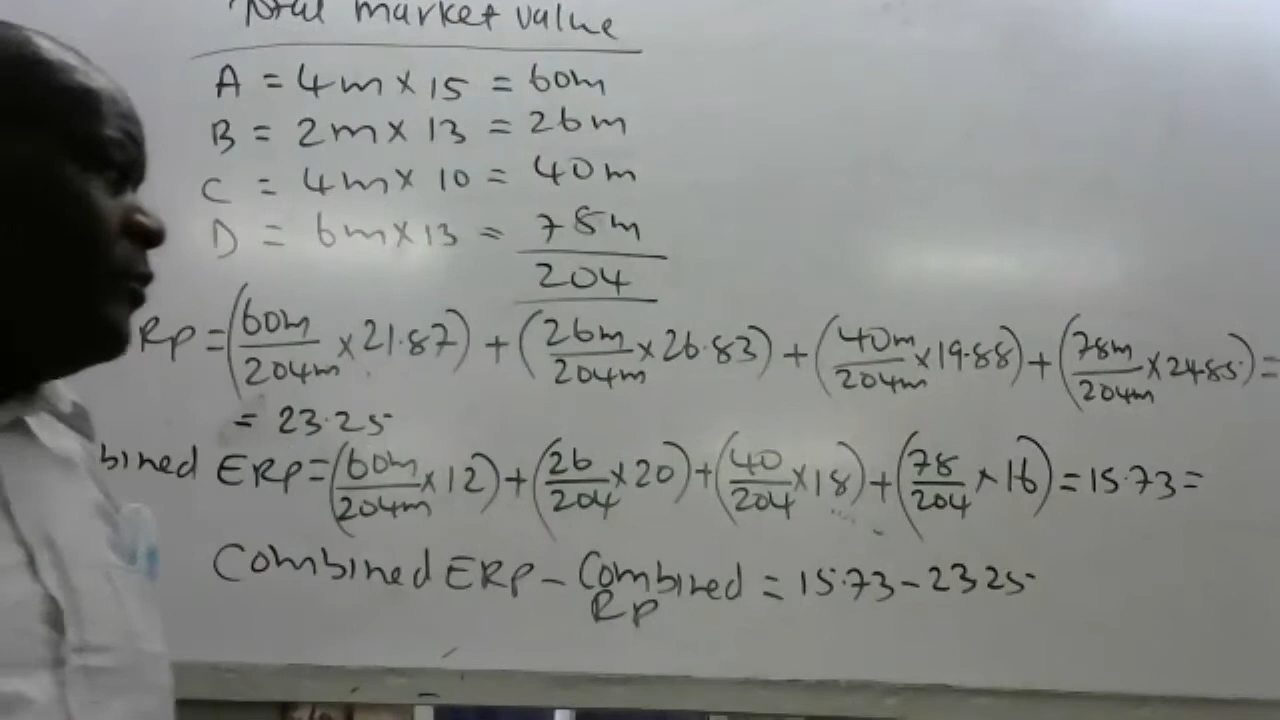 Total market value
A = 4m × 15 = 60m
B = 2m × 13 = 26m
C = 4m × 10 = 40m
D = 6m × 13 = 78m
204
RP = (60m/204m × 21.87) + (26m/204m × 26.83) + (40m/204m × 19.88) + (78m/204m × 24.85) =
= 23.25
bined ERP = (60m/204m × 12) + (26/204 × 20) + (40/204 × 18) + (78/204 × 16) = 15.73 =
Combined ERP - Combined RP = 15.73 - 23.25